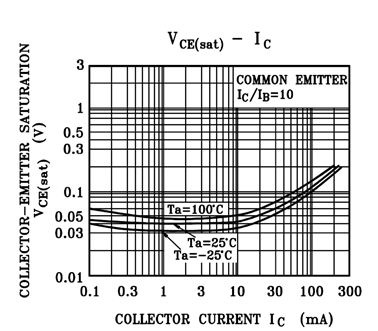 VCE(sat) – IC
COLLECTOR-EMITTER SATURATION
VCE(sat) (V)
3
1
0.5
0.3
0.1
0.05
0.03
0.01
COMMON EMITTER
IC/IB=10
Ta=100°C
Ta=25°C
Ta=-25°C
0.1 0.3 1 3 10 30 100 300
COLLECTOR CURRENT IC (mA)